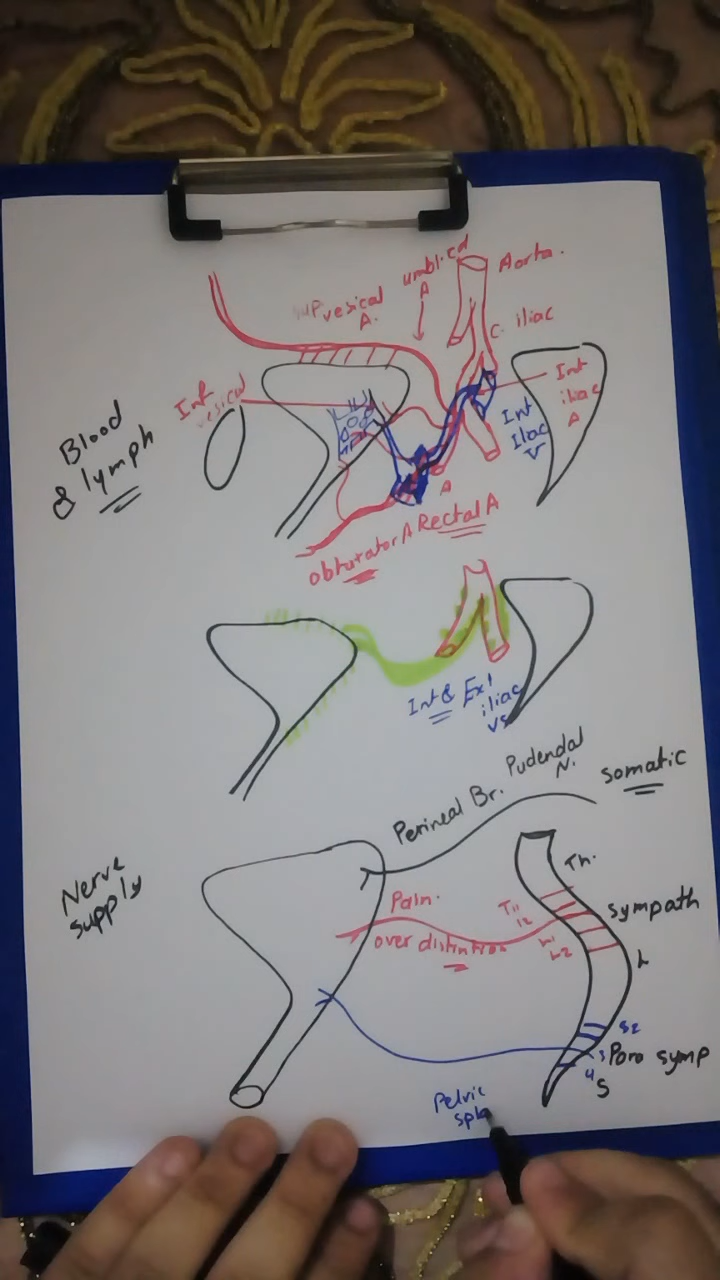 Blood
& lymph
Sup vesical
A.
umblical
A
Aorta.
C. iliac
Inf
vesical
Int
iliac
A
Int
Iliac
V
A
obturator A
Rectal A
Int & Ext
iliac
VS
Nerve
supply
Perineal Br. Pudendal
N.
Somatic
Th.
Pain.
over distintion
T11
12
L1
L2
Sympath
L
S2
3
4
S
Para symp
Pelvic
spla